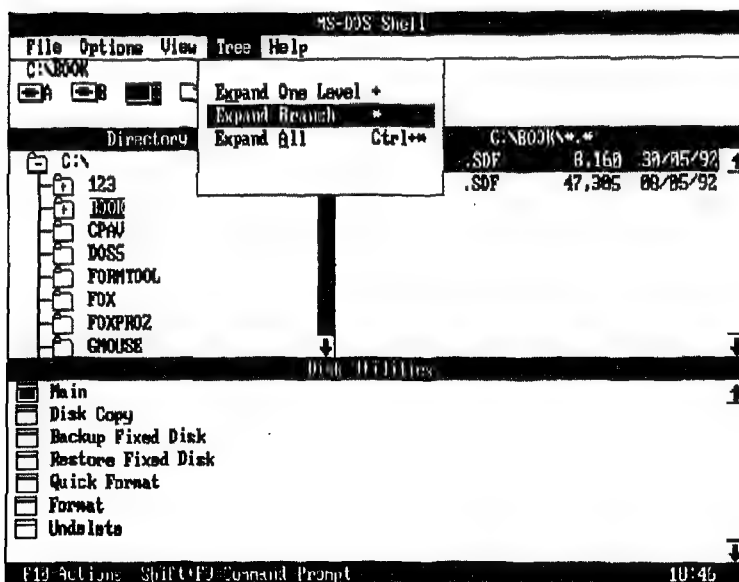 MS-DOS Shell
File Options View Tree Help
C:\BOOK
A B
Expand One Level +
Expand Branch *
Expand All Ctrl+*
Directory
C:\BOOK\*.*
C:\
.SDF 8,160 30/05/92
123
.SDF 47,305 08/05/92
BOOK
CPAV
DOS5
FORMTOOL
FOX
FOXPRO2
GMOUSE
Disk Utilities
Main
Disk Copy
Backup Fixed Disk
Restore Fixed Disk
Quick Format
Format
Undelete
F10=Actions Shift+F9=Command Prompt 10:46